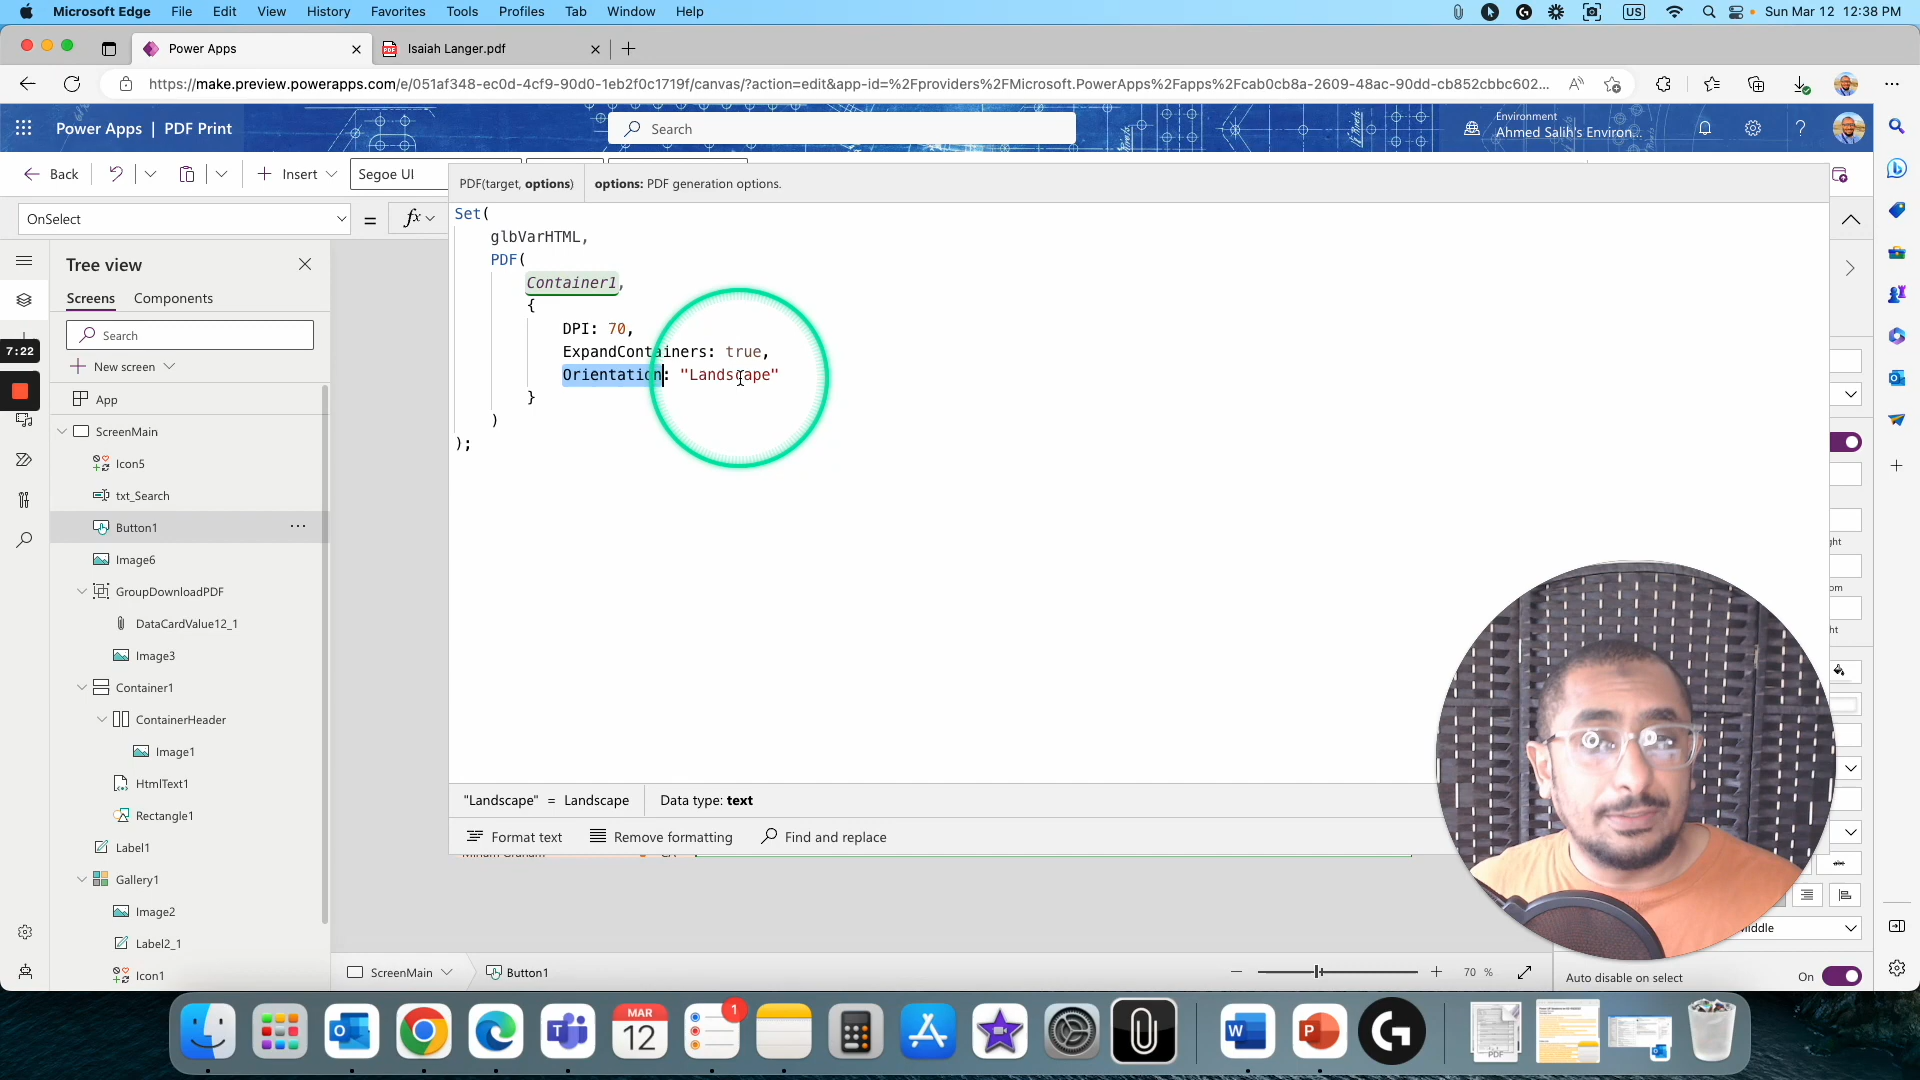 Microsoft Edge File Edit View History Favorites Tools Profiles Tab Window Help US Sun Mar 12 12:38 PM
Power Apps Isaiah Langer.pdf
https://make.preview.powerapps.com/e/051af348-ec0d-4cf9-90d0-1eb2f0c1719f/canvas/?action=edit&app-id=%2Fproviders%2FMicrosoft.PowerApps%2Fapps%2Fcab0cb8a-2609-48ac-90dd-cb852cbbc602...
Power Apps | PDF Print
Search
Environment
Ahmed Salih's Environ...
Back
Insert
Segoe UI
PDF(target, options)
options: PDF generation options.
OnSelect
=
fx
Set(
glbVarHTML,
PDF(
Container1,
{
DPI: 70,
ExpandContainers: true,
Orientation: "Landscape"
}
)
);
Tree view
Screens Components
Search
New screen
7:22
App
ScreenMain
Icon5
txt_Search
Button1
Image6
GroupDownloadPDF
DataCardValue12_1
Image3
Container1
ContainerHeader
Image1
HtmlText1
Rectangle1
Label1
Gallery1
Image2
Label2_1
Icon1
"Landscape" = Landscape
Data type: text
Format text
Remove formatting
Find and replace
ScreenMain
Button1
70 %
Auto disable on select
On
MAR
12
1
PDF